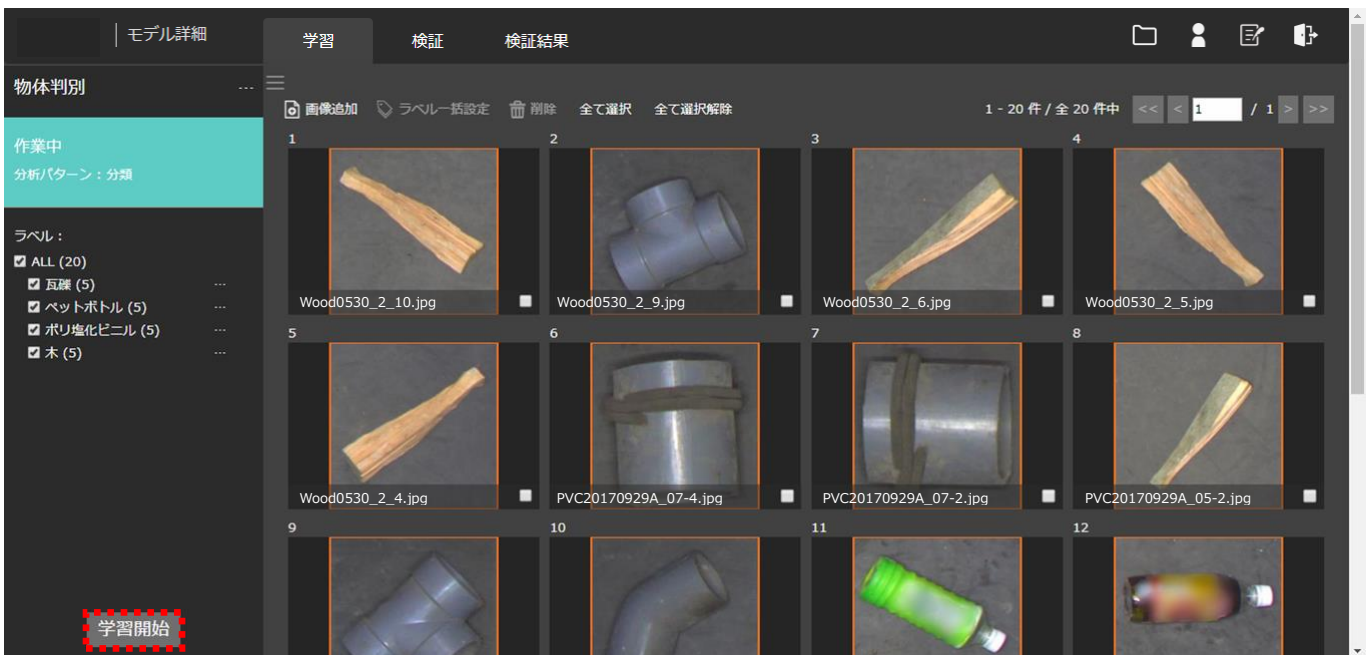 モデル詳細
学習
検証
検証結果
物体判別
...
作業中
分析パターン：分類
ラベル：
ALL (20)
瓦礫 (5) ...
ペットボトル (5) ...
ポリ塩化ビニル (5) ...
木 (5) ...
学習開始
画像追加 ラベル一括設定 削除 全て選択 全て選択解除
1 - 20 件 / 全 20 件中 << < 1 / 1 > >>
1 2 3 4
Wood0530_2_10.jpg Wood0530_2_9.jpg Wood0530_2_6.jpg Wood0530_2_5.jpg
5 6 7 8
Wood0530_2_4.jpg PVC20170929A_07-4.jpg PVC20170929A_07-2.jpg PVC20170929A_05-2.jpg
9 10 11 12